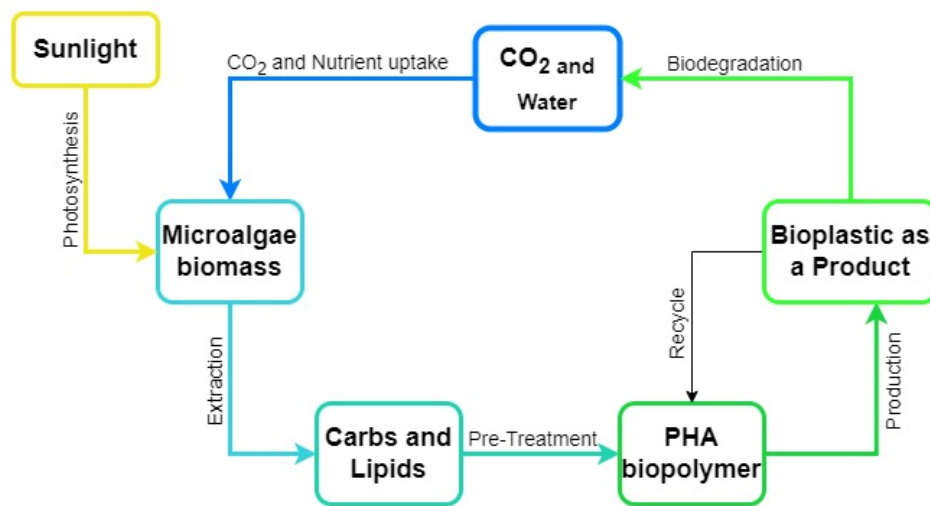 Sunlight
CO₂ and Nutrient uptake
CO₂ and
Water
Biodegradation
Photosynthesis
Microalgae
biomass
Bioplastic as
a Product
Recycle
Extraction
Production
Carbs and
Lipids
Pre-Treatment
PHA
biopolymer